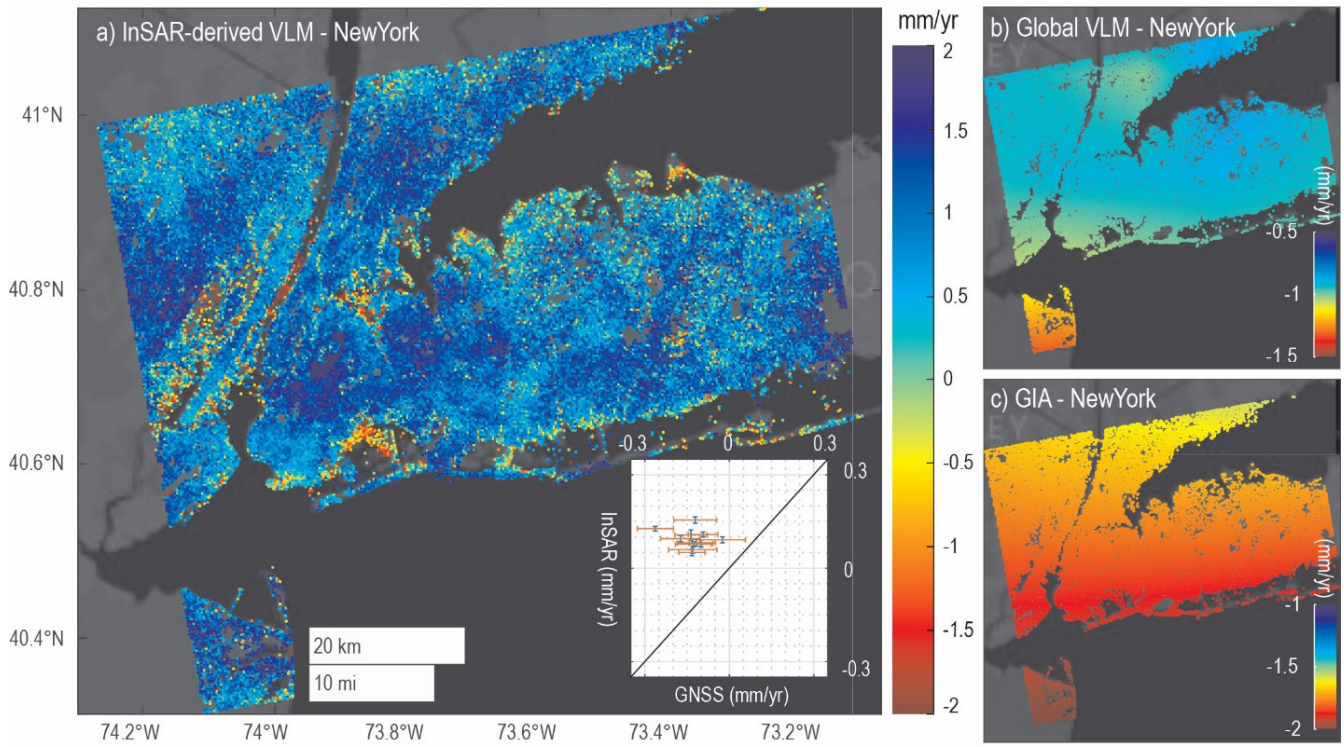 a) InSAR-derived VLM - NewYork
mm/yr
2
1.5
1
0.5
0
-0.5
-1
-1.5
-2
41°N
40.8°N
40.6°N
40.4°N
74.2°W
74°W
73.8°W
73.6°W
73.4°W
73.2°W
20 km
10 mi
-0.3
0
0.3
0.3
0
-0.3
InSAR (mm/yr)
GNSS (mm/yr)
b) Global VLM - NewYork
EY
(mm/yr)
-0.5
-1
-1.5
c) GIA - NewYork
EY
(mm/yr)
-1
-1.5
-2